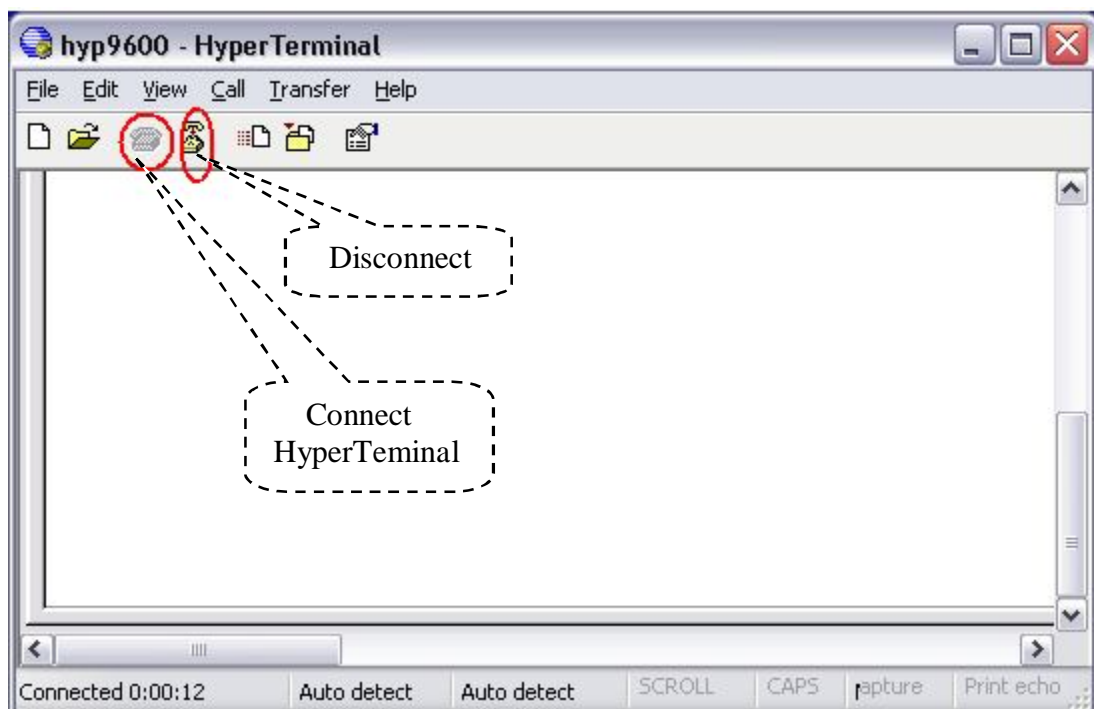 hyp9600 - HyperTerminal
File Edit View Call Transfer Help
Disconnect
Connect
HyperTeminal
Connected 0:00:12 Auto detect Auto detect SCROLL CAPS Print echo